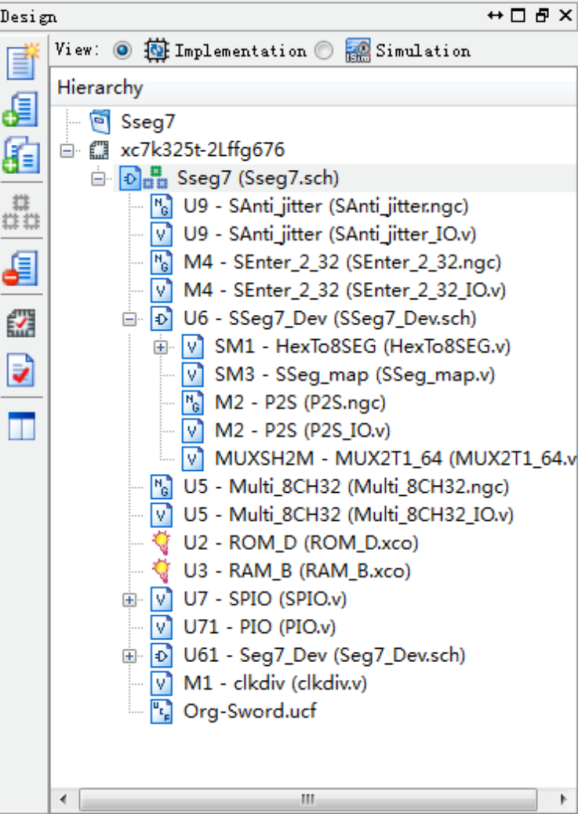 Design
View: Implementation Simulation
Hierarchy
Sseg7
xc7k325t-2Lffg676
Sseg7 (Sseg7.sch)
U9 - SAnti_jitter (SAnti_jitter.ngc)
U9 - SAnti_jitter (SAnti_jitter_IO.v)
M4 - SEnter_2_32 (SEnter_2_32.ngc)
M4 - SEnter_2_32 (SEnter_2_32_IO.v)
U6 - SSeg7_Dev (SSeg7_Dev.sch)
SM1 - HexTo8SEG (HexTo8SEG.v)
SM3 - SSeg_map (SSeg_map.v)
M2 - P2S (P2S.ngc)
M2 - P2S (P2S_IO.v)
MUXSH2M - MUX2T1_64 (MUX2T1_64.v
U5 - Multi_8CH32 (Multi_8CH32.ngc)
U5 - Multi_8CH32 (Multi_8CH32_IO.v)
U2 - ROM_D (ROM_D.xco)
U3 - RAM_B (RAM_B.xco)
U7 - SPIO (SPIO.v)
U71 - PIO (PIO.v)
U61 - Seg7_Dev (Seg7_Dev.sch)
M1 - clkdiv (clkdiv.v)
Org-Sword.ucf